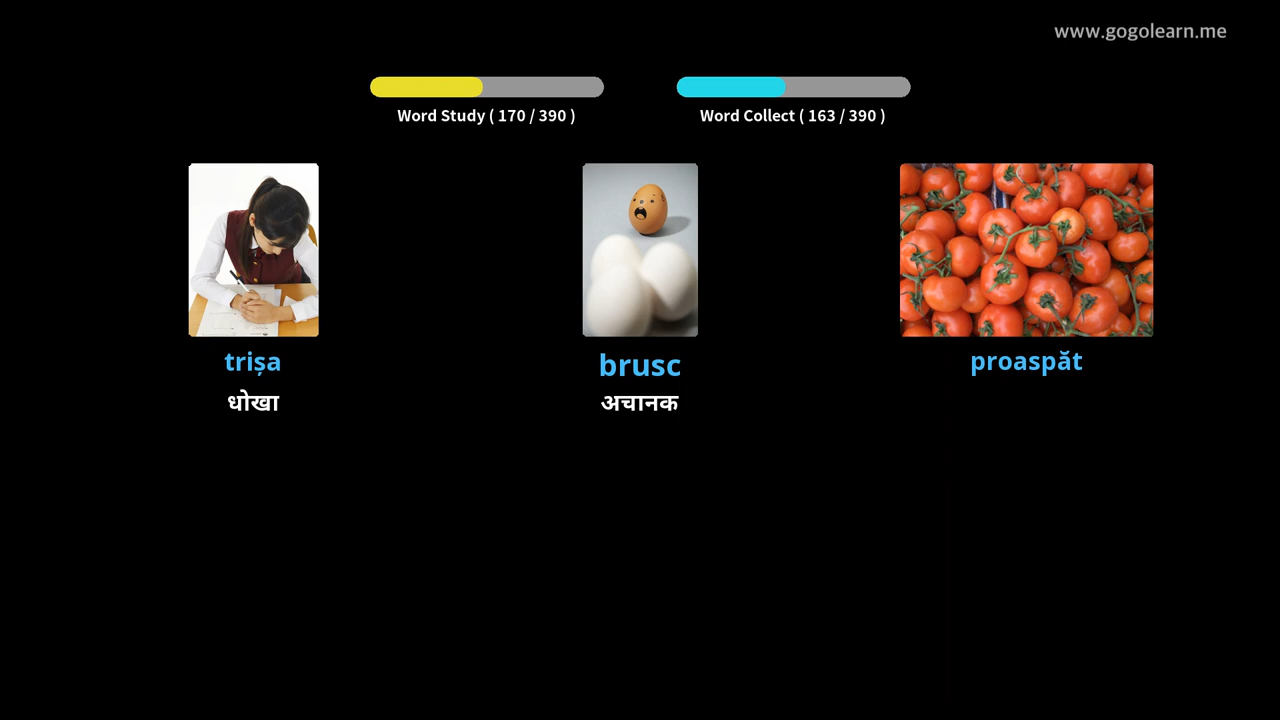 www.gogolearn.me
Word Study ( 170 / 390 )
Word Collect ( 163 / 390 )
trișa
brusc
proaspăt
धोखा
अचानक